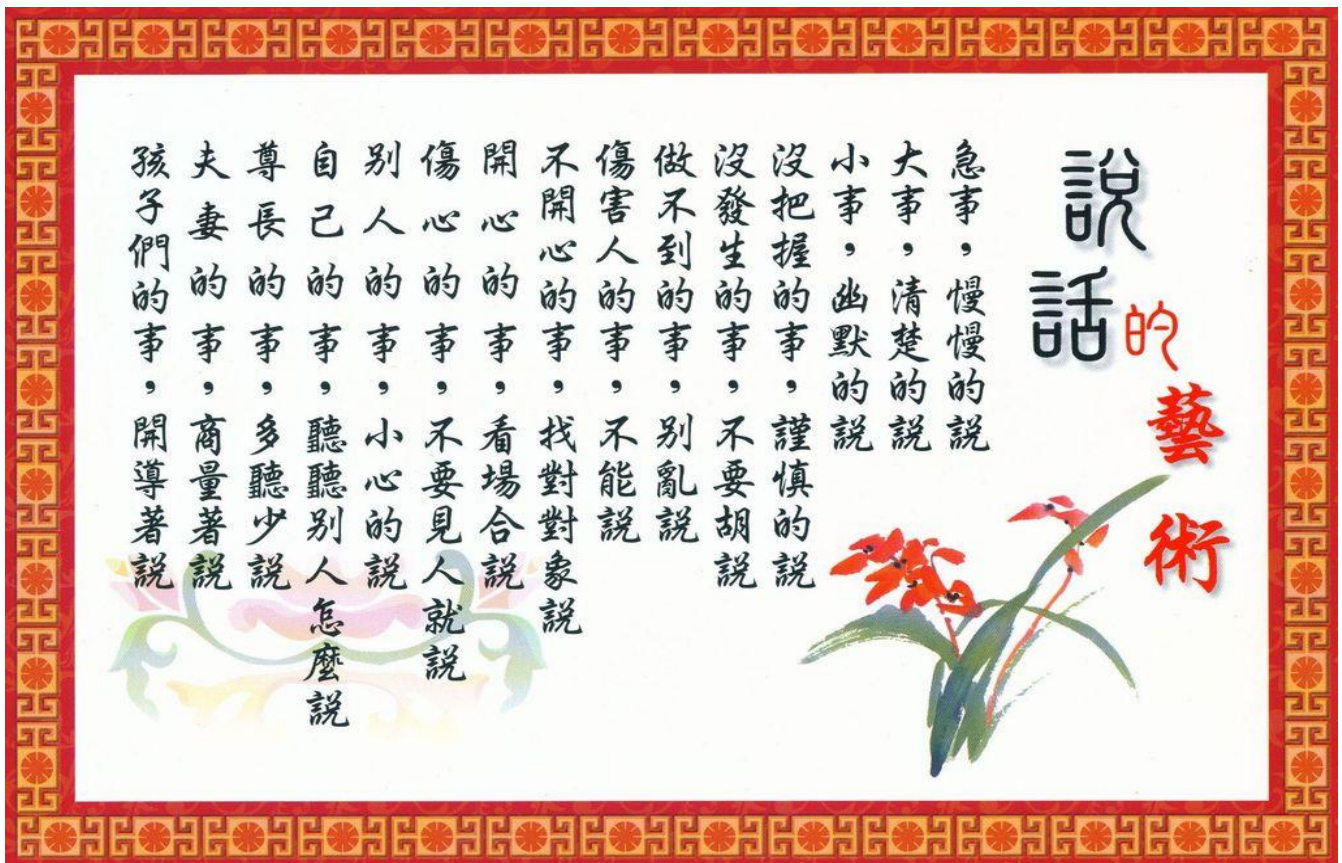 說話的藝術
急事，慢慢的說
大事，清楚的說
小事，幽默的說
沒把握的事，謹慎的說
沒發生的事，不要胡說
做不到的事，別亂說
傷害人的事，不能說
不開心的事，找對對象說
開心的事，看場合說
傷心的事，不要見人就說
別人的事，小心的說
自己的事，聽聽別人怎麼說
尊長的事，多聽少說
夫妻的事，商量著說
孩子們的事，開導著說